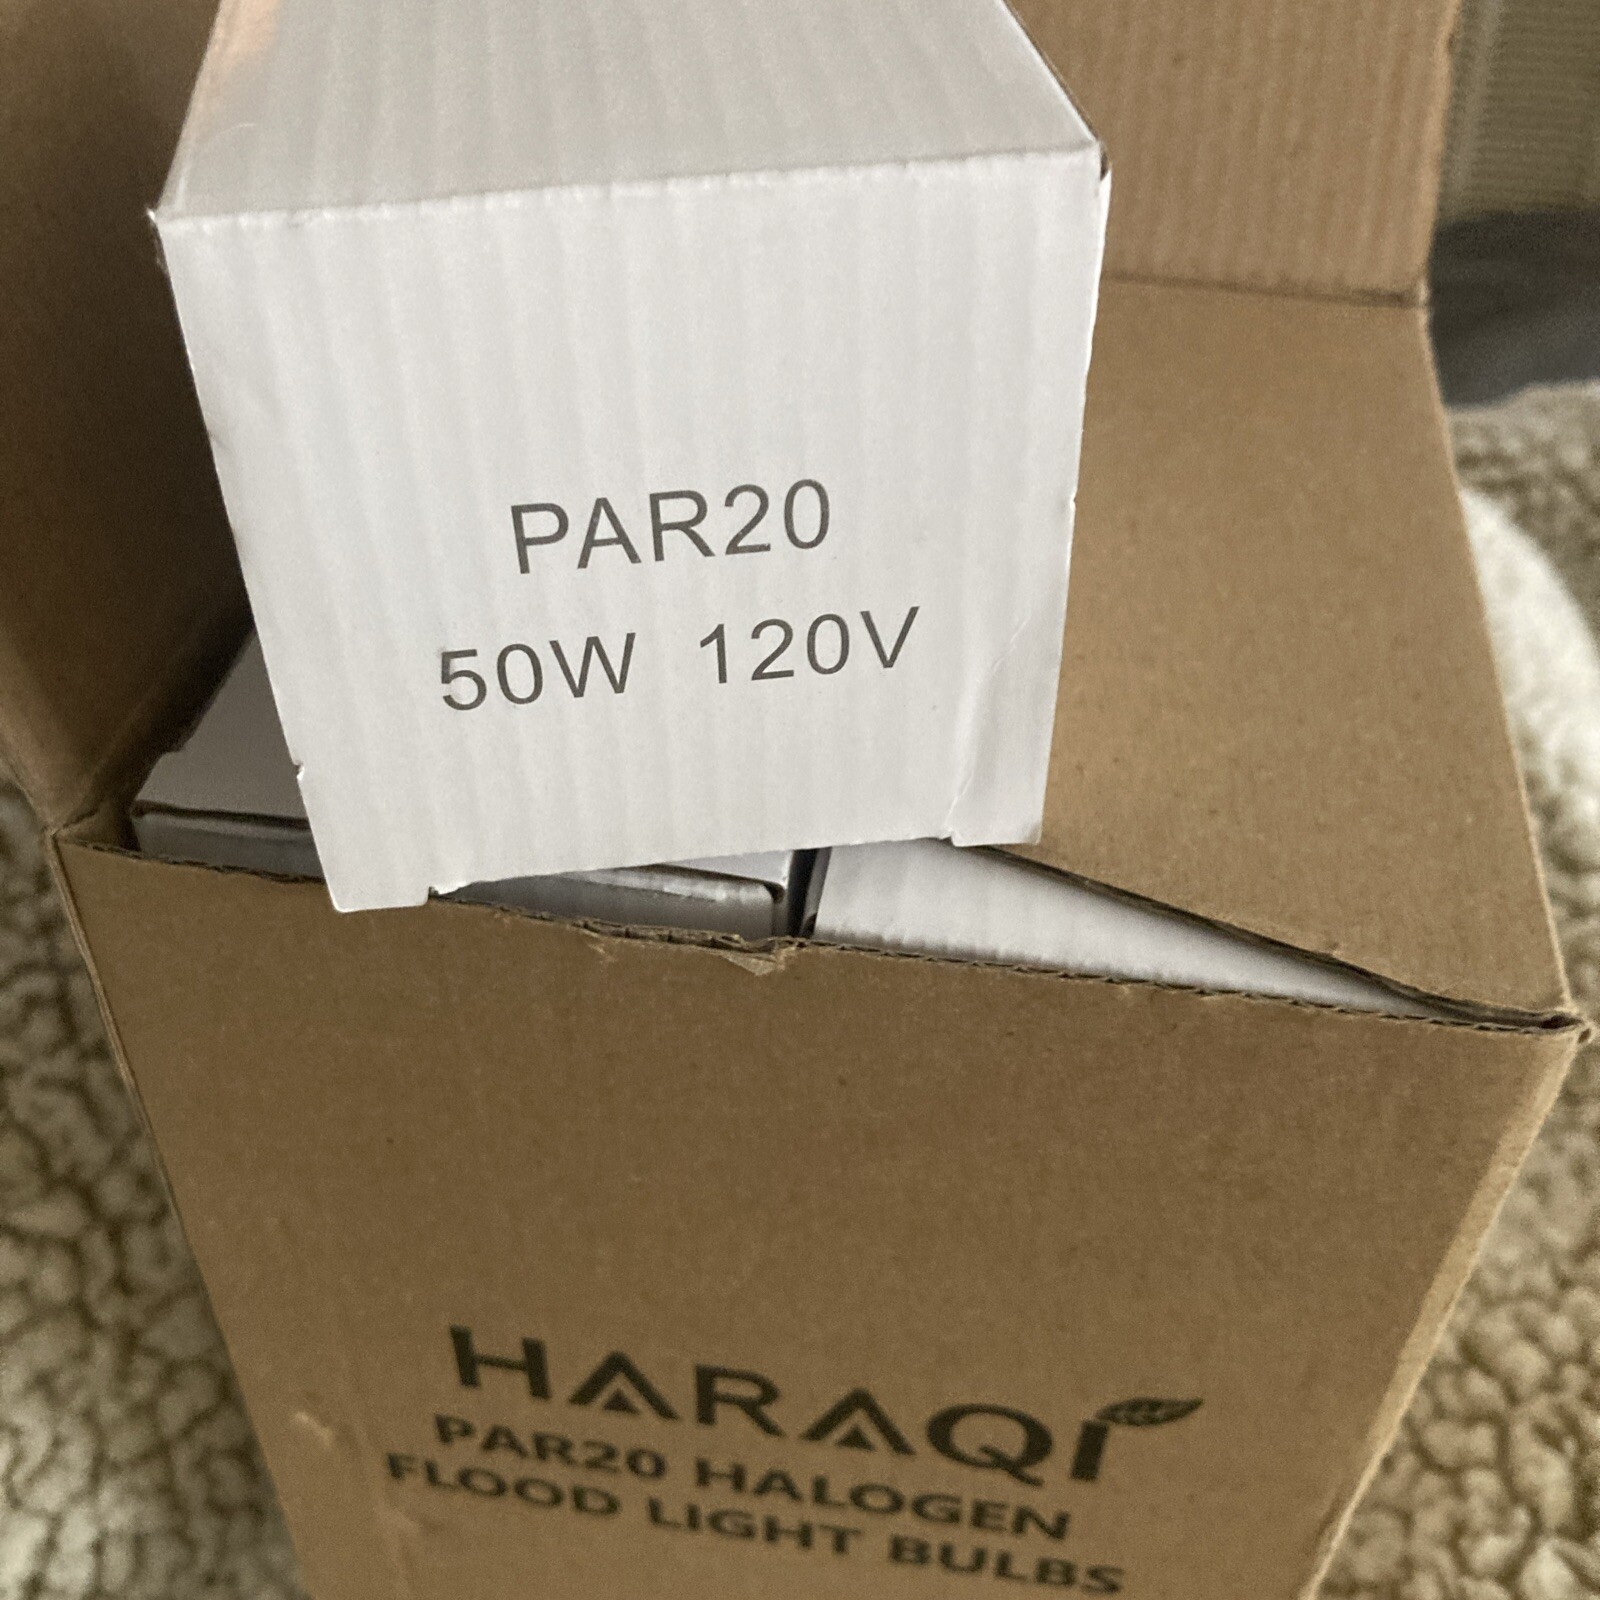 PAR20
50W 120V
HARAQI
PAR20 HALOGEN
FLOOD LIGHT BULBS